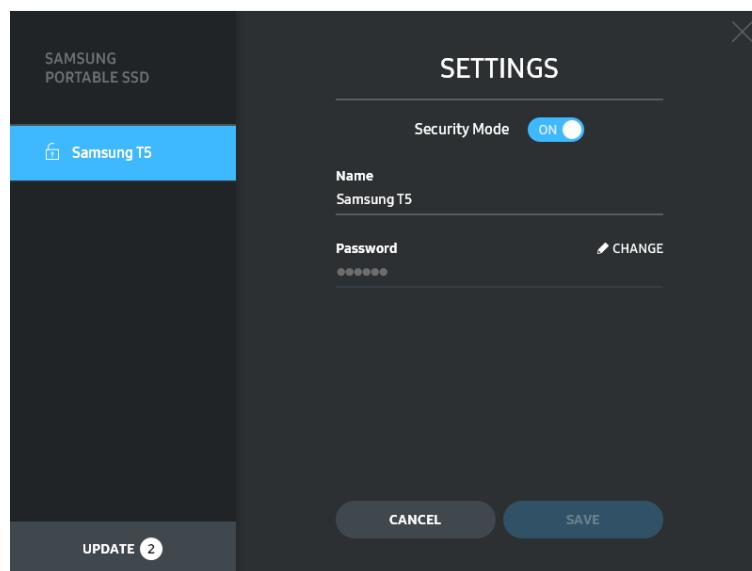 SAMSUNG
PORTABLE SSD
Samsung T5
SETTINGS
Security Mode ON
Name
Samsung T5
Password CHANGE
●●●●●●
CANCEL SAVE
UPDATE 2